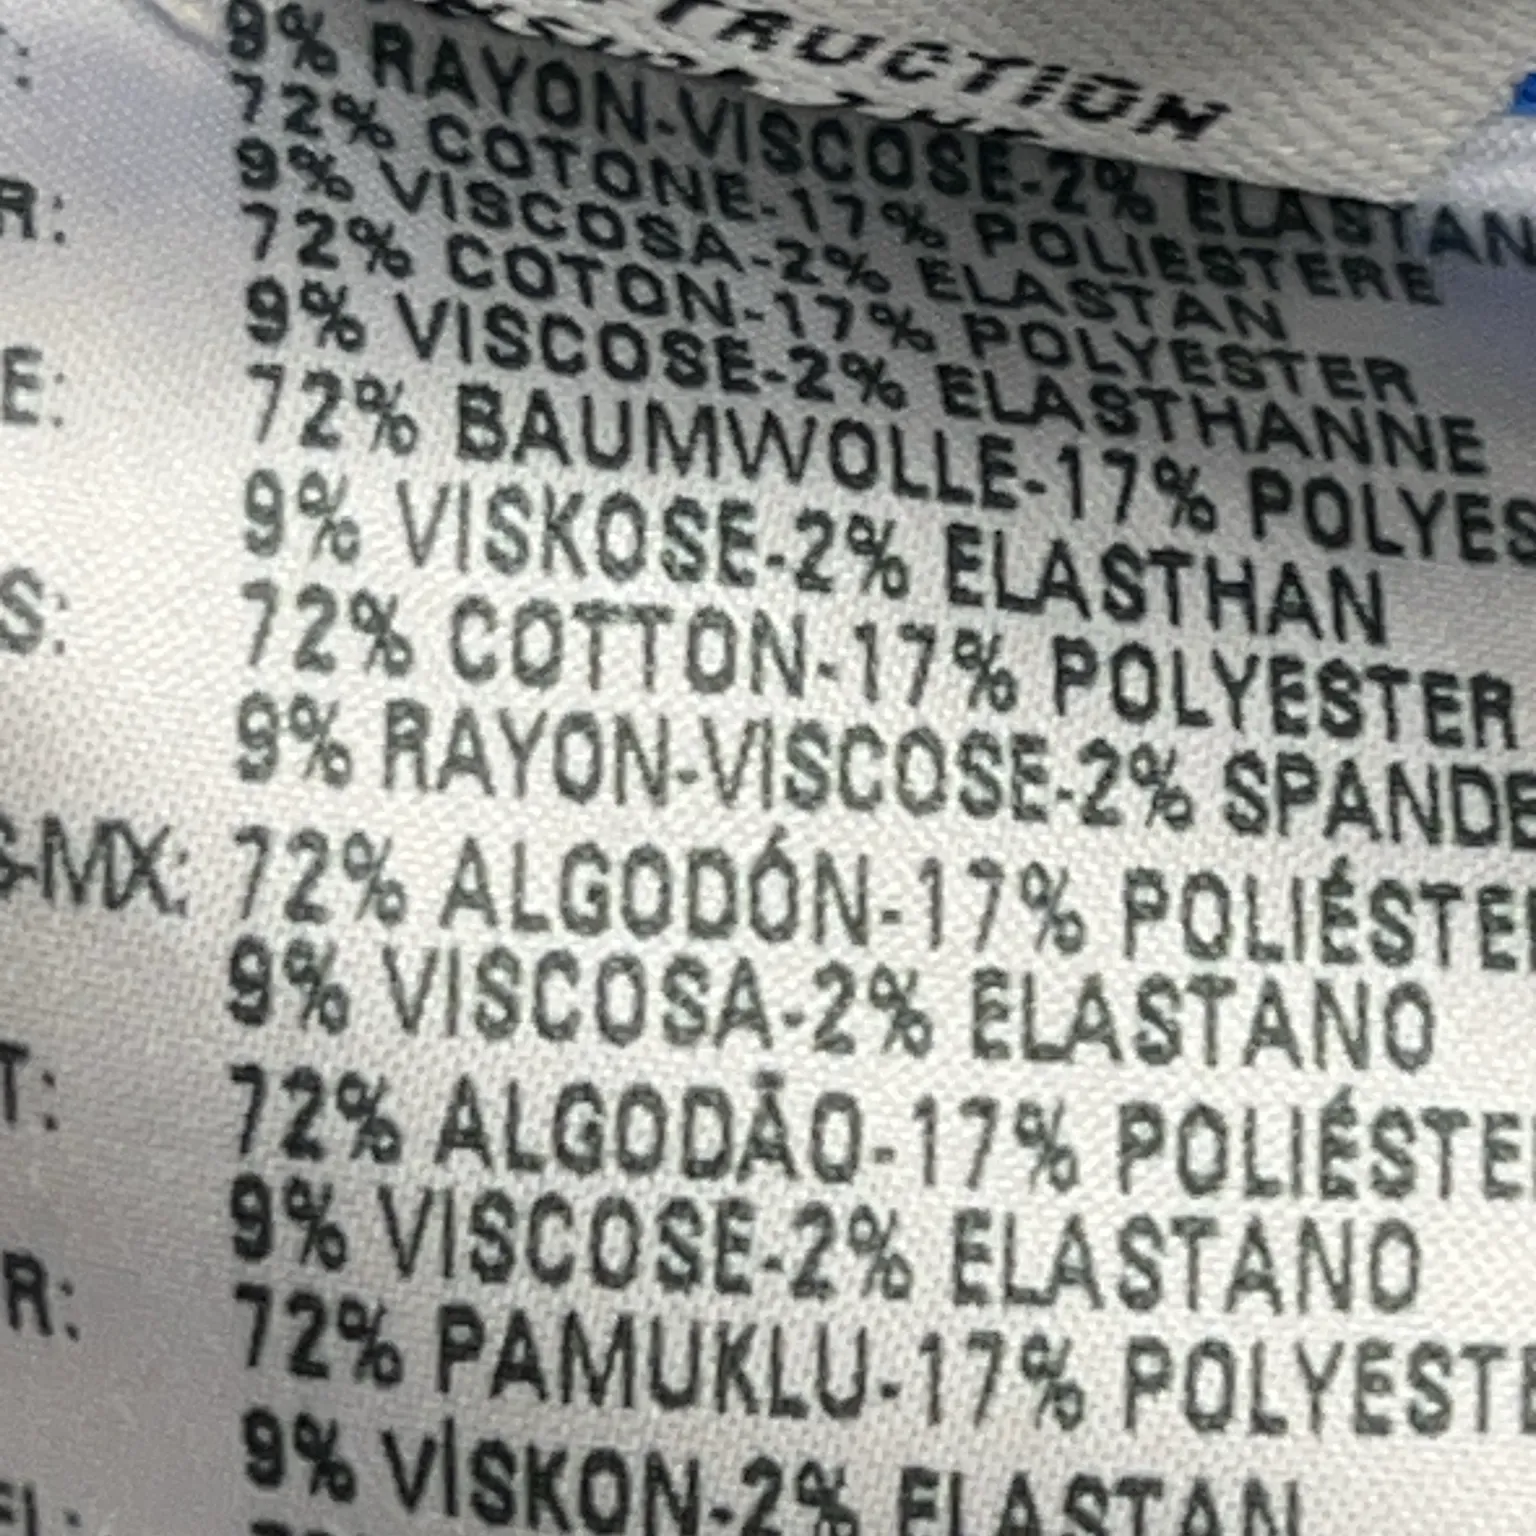 TRUCTION
9% RAYON-VISCOSE-2% ELASTAN
72% COTONE-17% POLIESTERE
9% VISCOSA-2% ELASTAN
R: 72% COTON-17% POLYESTER
9% VISCOSE-2% ELASTHANNE
E: 72% BAUMWOLLE-17% POLYES
9% VISKOSE-2% ELASTHAN
S: 72% COTTON-17% POLYESTER
9% RAYON-VISCOSE-2% SPANDE
S-MX: 72% ALGODÓN-17% POLIÉSTE
9% VISCOSA-2% ELASTANO
T: 72% ALGODÃO-17% POLIÉSTE
9% VISCOSE-2% ELASTANO
R: 72% PAMUKLU-17% POLYESTE
9% VİSKON-2% ELASTAN